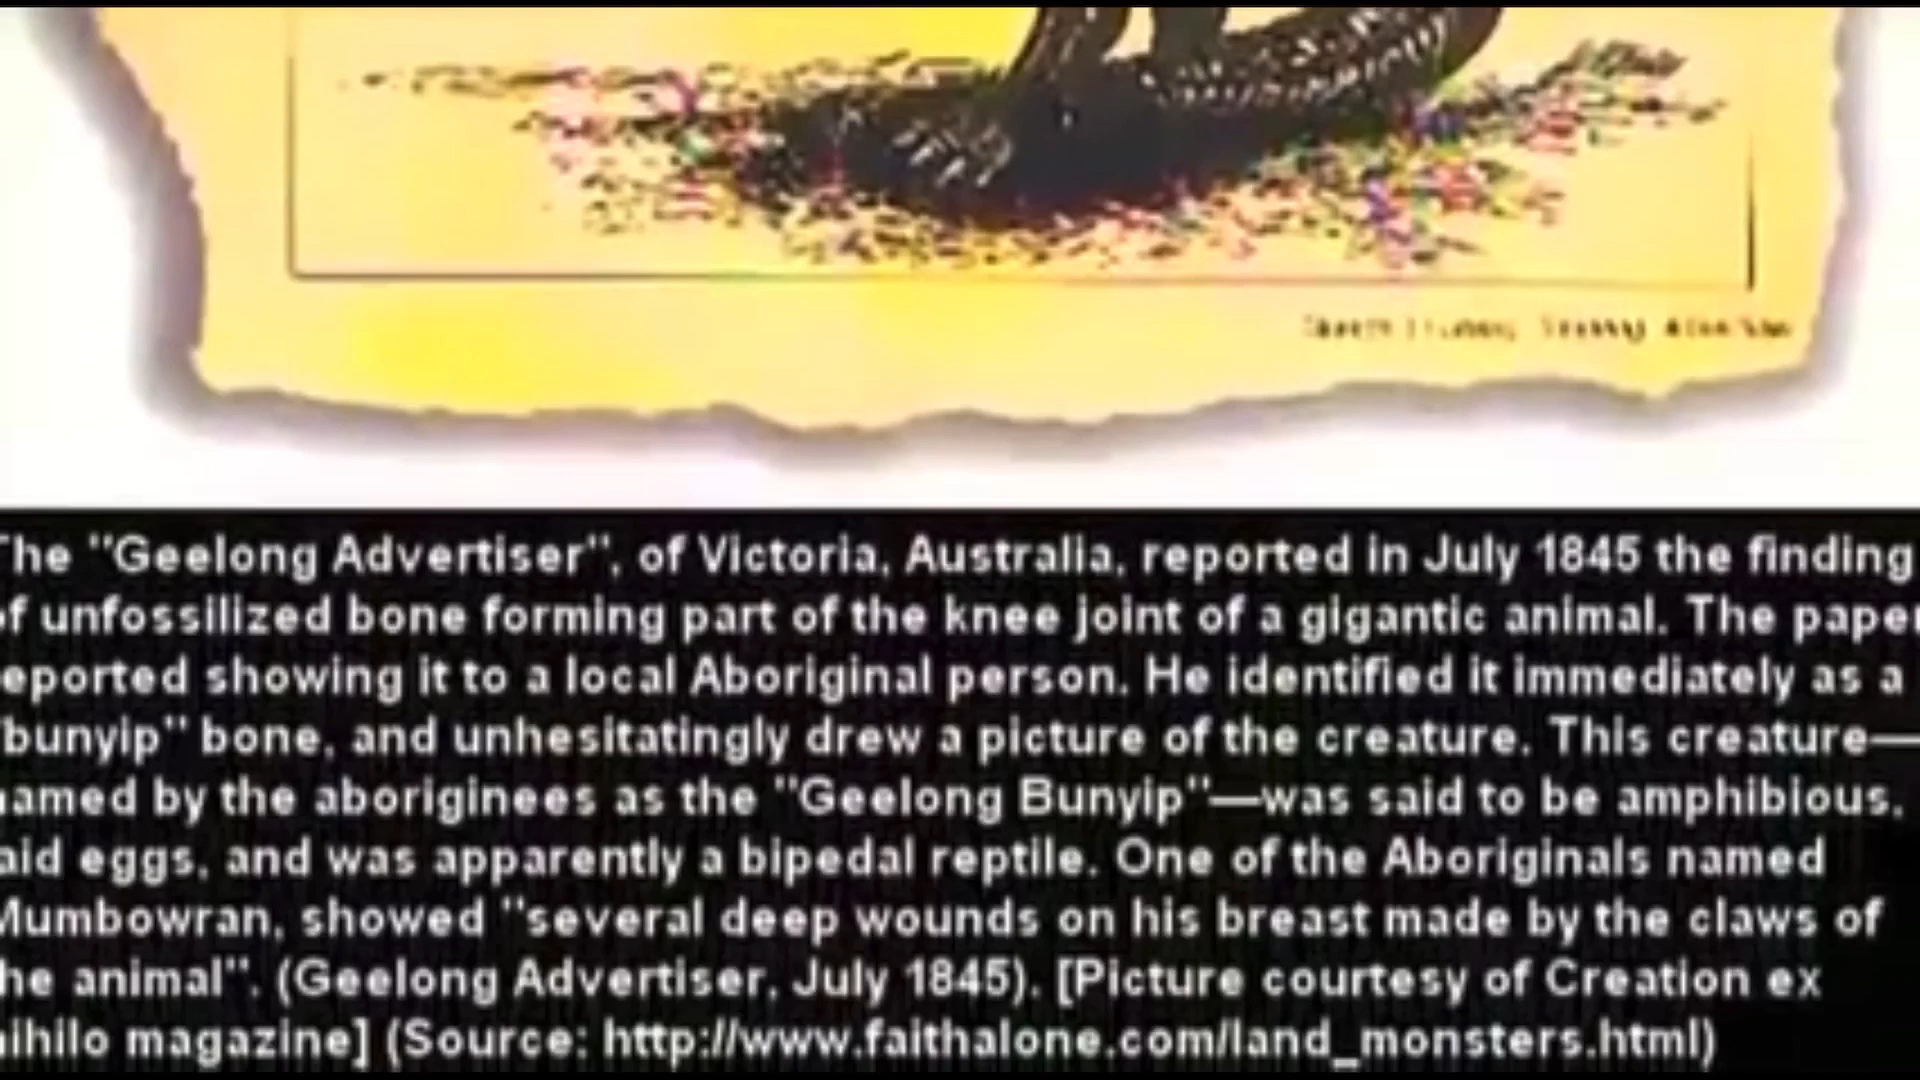 The "Geelong Advertiser", of Victoria, Australia, reported in July 1845 the finding
of unfossilized bone forming part of the knee joint of a gigantic animal. The paper
eported showing it to a local Aboriginal person. He identified it immediately as a
"bunyip" bone, and unhesitatingly drew a picture of the creature. This creature—
named by the aboriginees as the "Geelong Bunyip"—was said to be amphibious,
aid eggs, and was apparently a bipedal reptile. One of the Aboriginals named
Mumbowran, showed "several deep wounds on his breast made by the claws of
he animal". (Geelong Advertiser, July 1845). [Picture courtesy of Creation ex
nihilo magazine] (Source: http://www.faithalone.com/land_monsters.html)